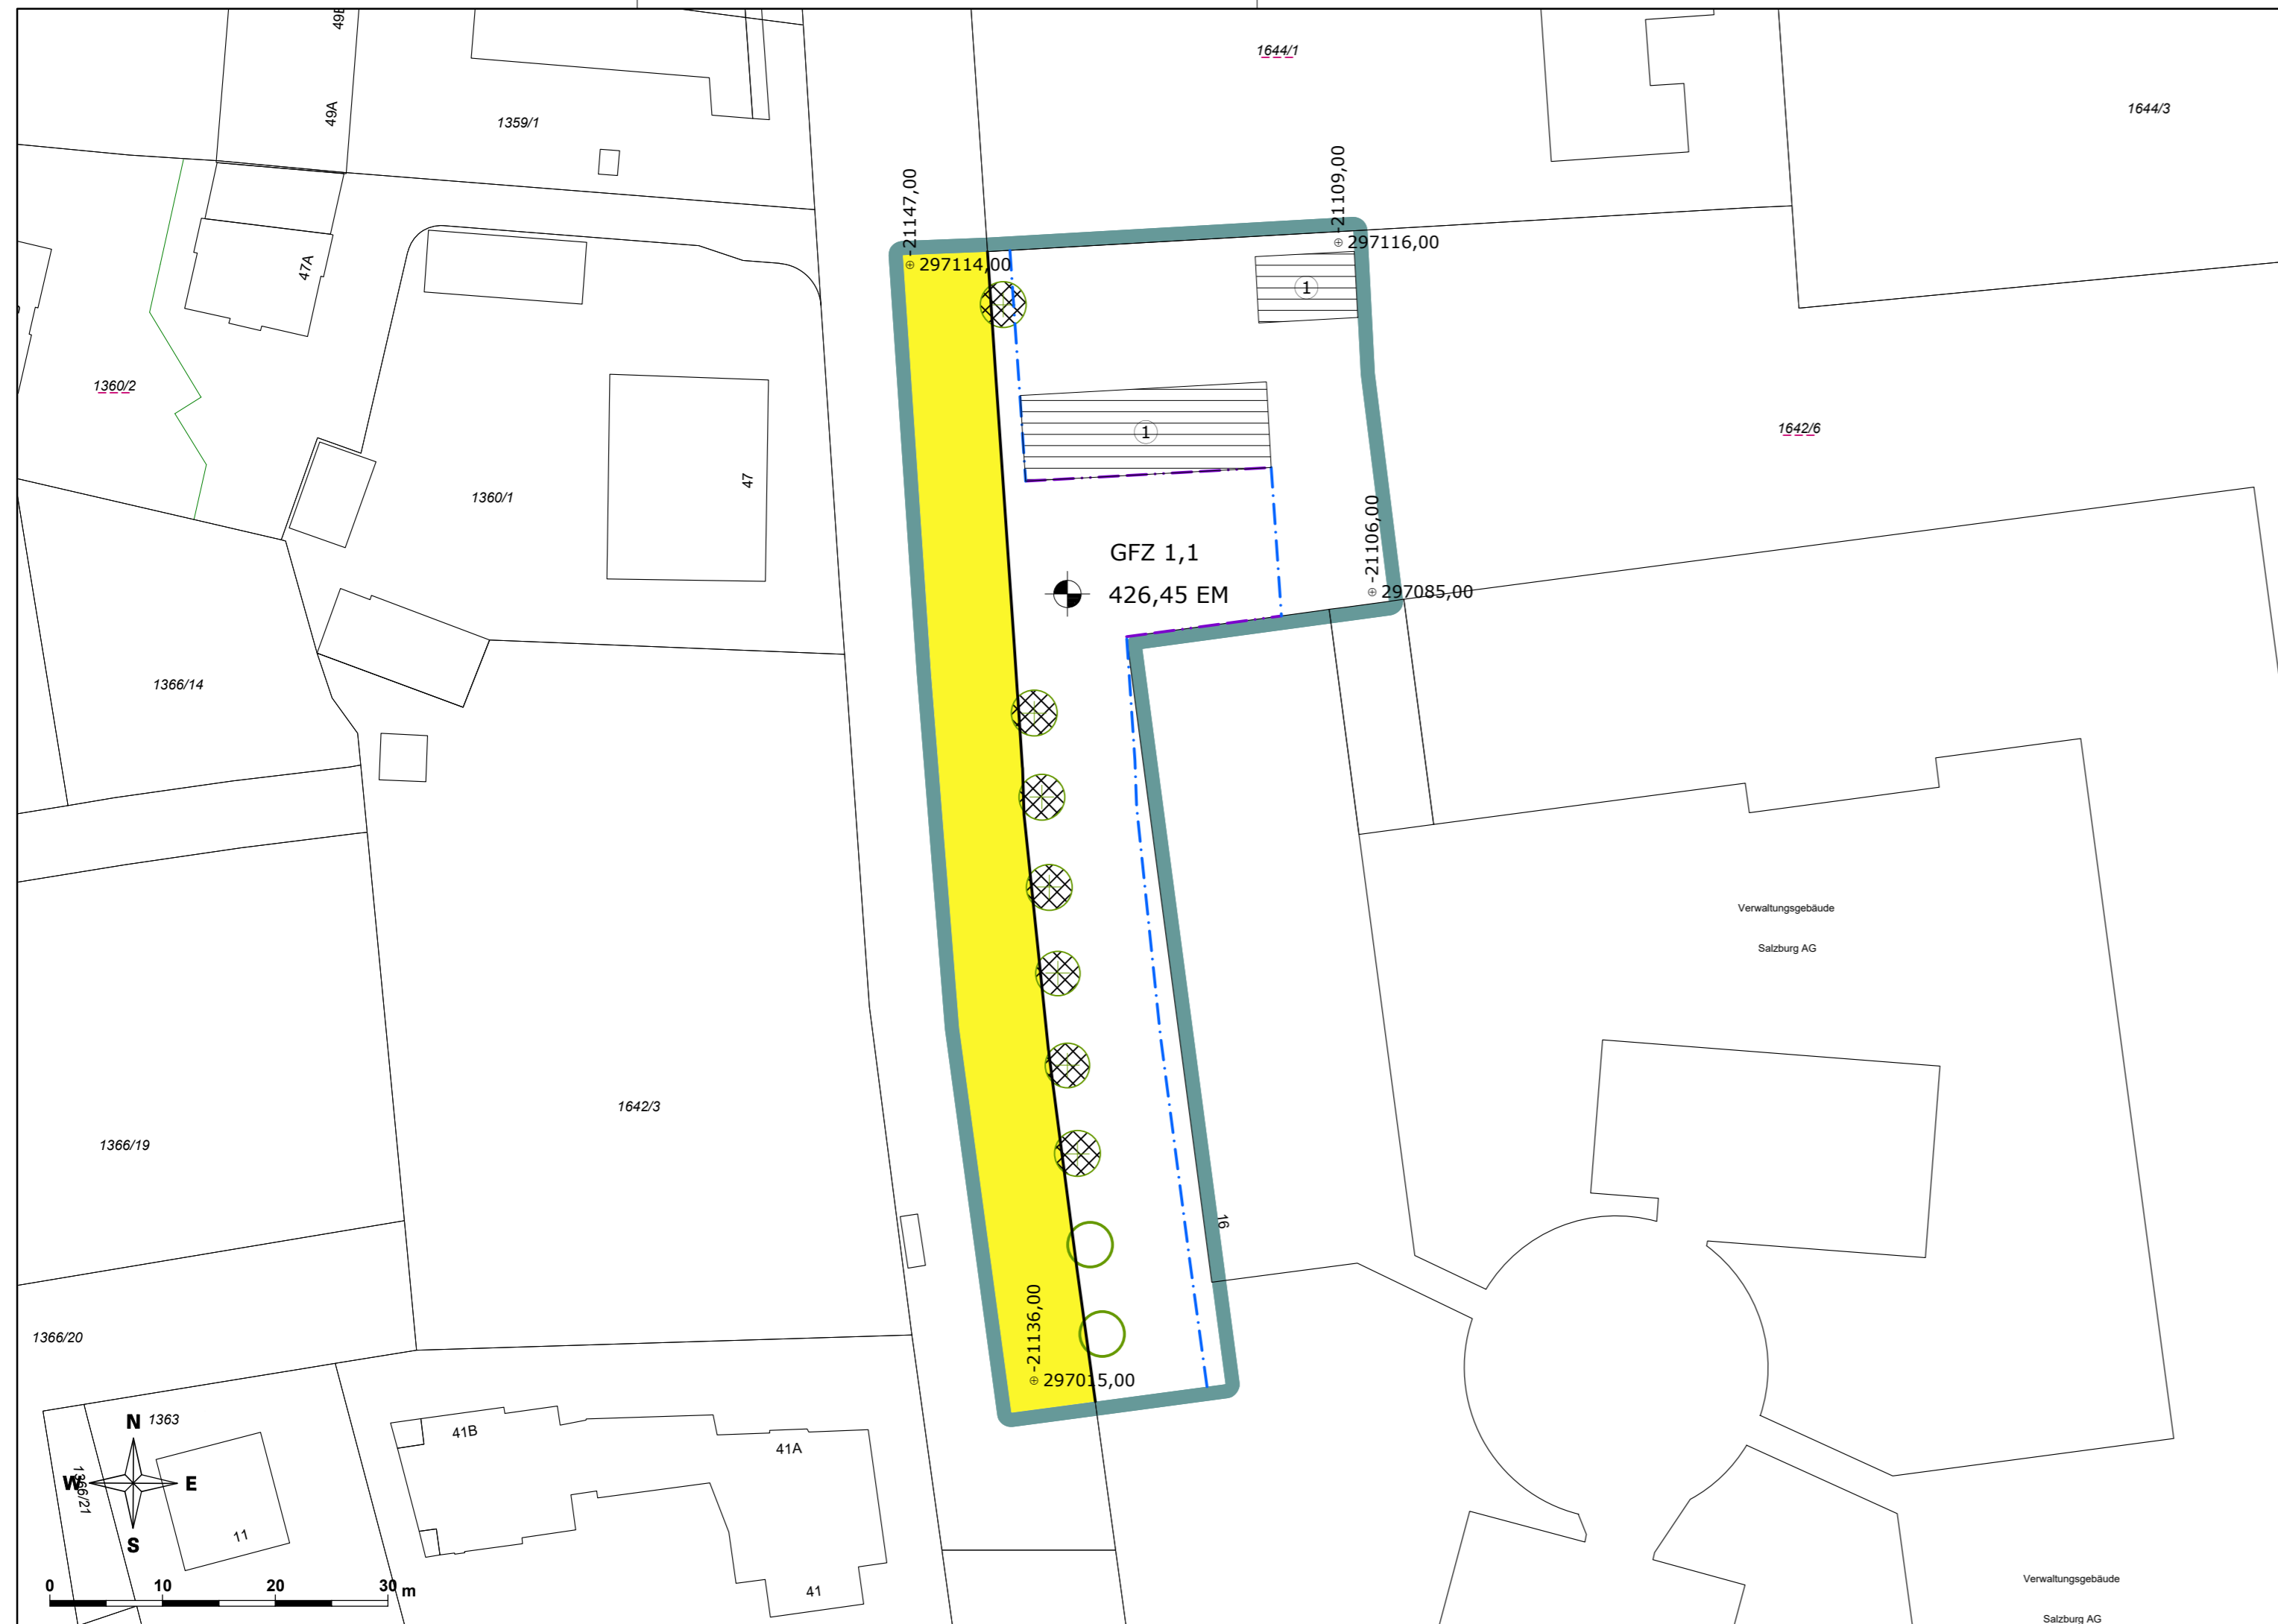 49B
1644/1
49A
1359/1
1644/3
-21147,00
297114,00
-21109,00
297116,00
47A
1
1360/2
1
1642/6
1360/1
47
GFZ 1,1
426,45 EM
-21106,00
297085,00
1366/14
Verwaltungsgebäude
Salzburg AG
1642/3
1366/19
16
1366/20
-21136,00
297015,00
1363
N
W
E
S
1366/21
11
41B
41A
41
0 10 20 30 m
Verwaltungsgebäude
Salzburg AG